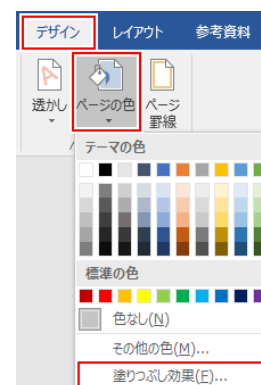 デザイン レイアウト 参考資料
透かし ページの色 ページ
罫線
テーマの色
標準の色
色なし(N)
その他の色(M)...
塗りつぶし効果(F)...